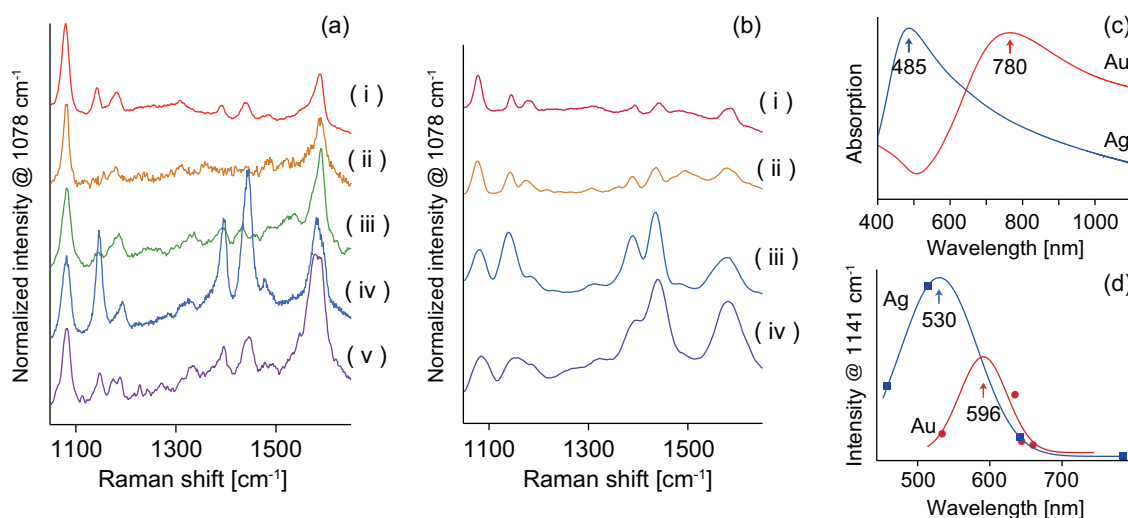 (a)
Normalized intensity @ 1078 cm⁻¹
( i )
( ii )
( iii )
( iv )
( v )
1100 1300 1500
Raman shift [cm⁻¹]
(b)
Normalized intensity @ 1078 cm⁻¹
( i )
( ii )
( iii )
( iv )
1100 1300 1500
Raman shift [cm⁻¹]
(c)
Absorption
485
780
Au
Ag
400 600 800 1000
Wavelength [nm]
(d)
Intensity @ 1141 cm⁻¹
Ag
530
Au
596
500 600 700
Wavelength [nm]